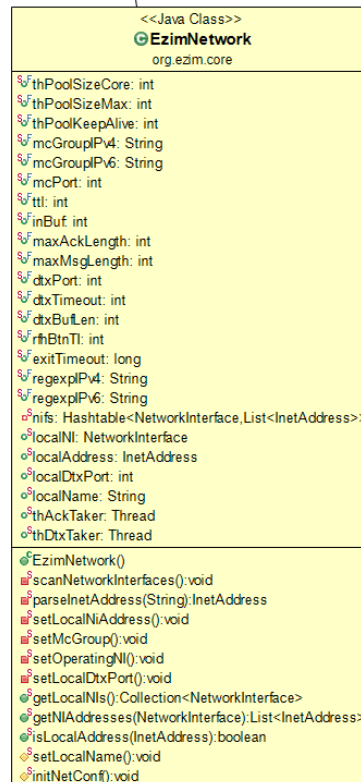 <<Java Class>>
EzimNetwork
org.ezim.core
thPoolSizeCore: int
thPoolSizeMax: int
thPoolKeepAlive: int
mcGroupIPv4: String
mcGroupIPv6: String
mcPort: int
ttl: int
inBuf: int
maxAckLength: int
maxMsgLength: int
dtxPort: int
dtxTimeout: int
dtxBufLen: int
rfhBtnTI: int
exitTimeout: long
regexpIPv4: String
regexpIPv6: String
nifs: Hashtable<NetworkInterface,List<InetAddress>>
localNI: NetworkInterface
localAddress: InetAddress
localDtxPort: int
localName: String
thAckTaker: Thread
thDtxTaker: Thread
EzimNetwork()
scanNetworkInterfaces():void
parseInetAddress(String):InetAddress
setLocalNiAddress():void
setMcGroup():void
setOperatingNI():void
setLocalDtxPort():void
getLocalNIs():Collection<NetworkInterface>
getNIAddresses(NetworkInterface):List<InetAddress>
isLocalAddress(InetAddress):boolean
setLocalName():void
initNetConf():void